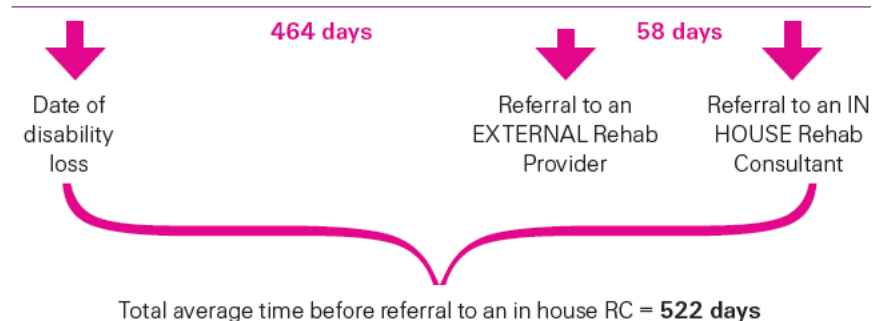 464 days
58 days
Date of
disability
loss
Referral to an
EXTERNAL Rehab
Provider
Referral to an IN
HOUSE Rehab
Consultant
Total average time before referral to an in house RC = 522 days